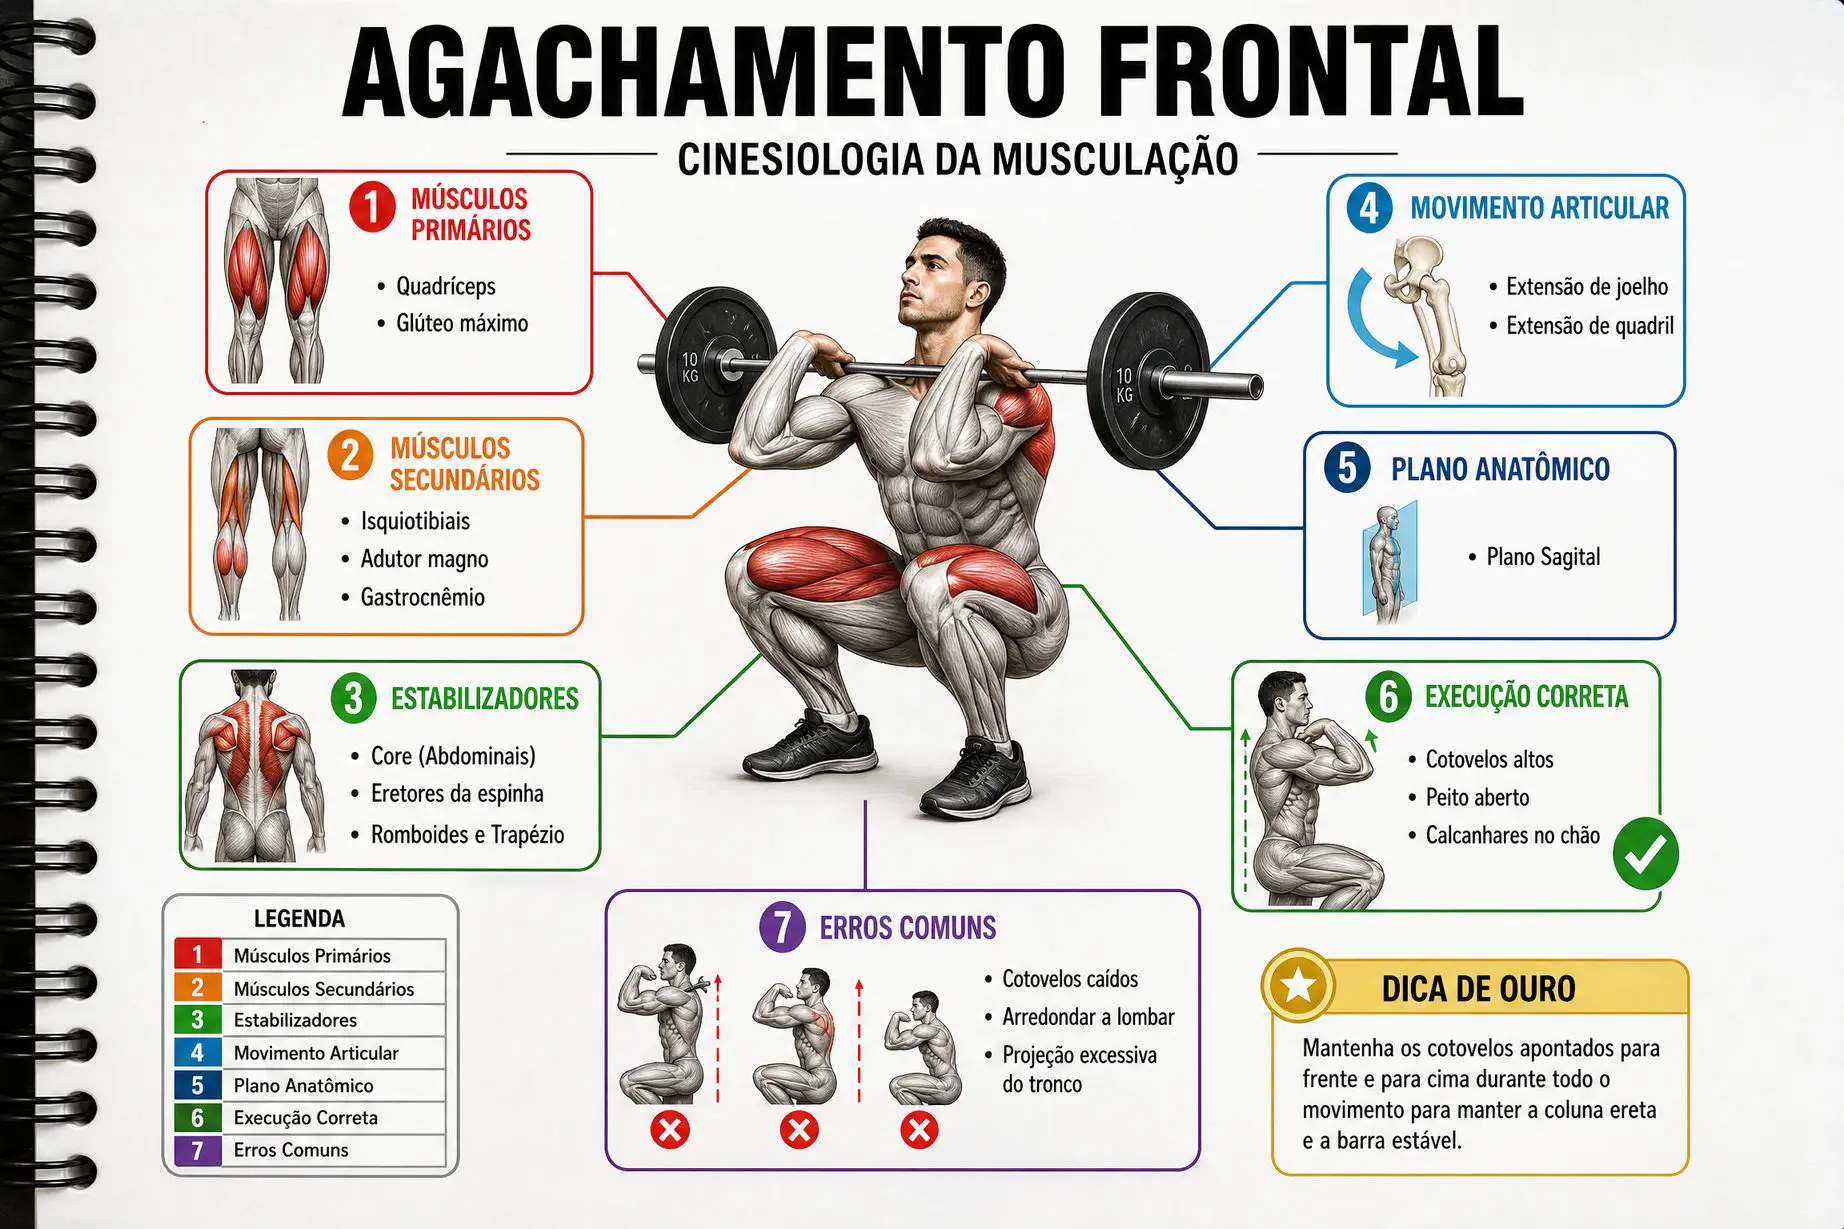 AGACHAMENTO FRONTAL
CINESIOLOGIA DA MUSCULAÇÃO
1 MÚSCULOS
PRIMÁRIOS
• Quadríceps
• Glúteo máximo
2 MÚSCULOS
SECUNDÁRIOS
• Isquiotibiais
• Adutor magno
• Gastrocnêmio
3 ESTABILIZADORES
• Core (Abdominais)
• Eretores da espinha
• Romboides e Trapézio
10
KG
10
KG
4 MOVIMENTO ARTICULAR
• Extensão de joelho
• Extensão de quadril
5 PLANO ANATÔMICO
• Plano Sagital
6 EXECUÇÃO CORRETA
• Cotovelos altos
• Peito aberto
• Calcanhares no chão
LEGENDA
1 Músculos Primários
2 Músculos Secundários
3 Estabilizadores
4 Movimento Articular
5 Plano Anatômico
6 Execução Correta
7 Erros Comuns
7 ERROS COMUNS
• Cotovelos caídos
• Arredondar a lombar
• Projeção excessiva
do tronco
DICA DE OURO
Mantenha os cotovelos apontados para
frente e para cima durante todo o
movimento para manter a coluna ereta
e a barra estável.